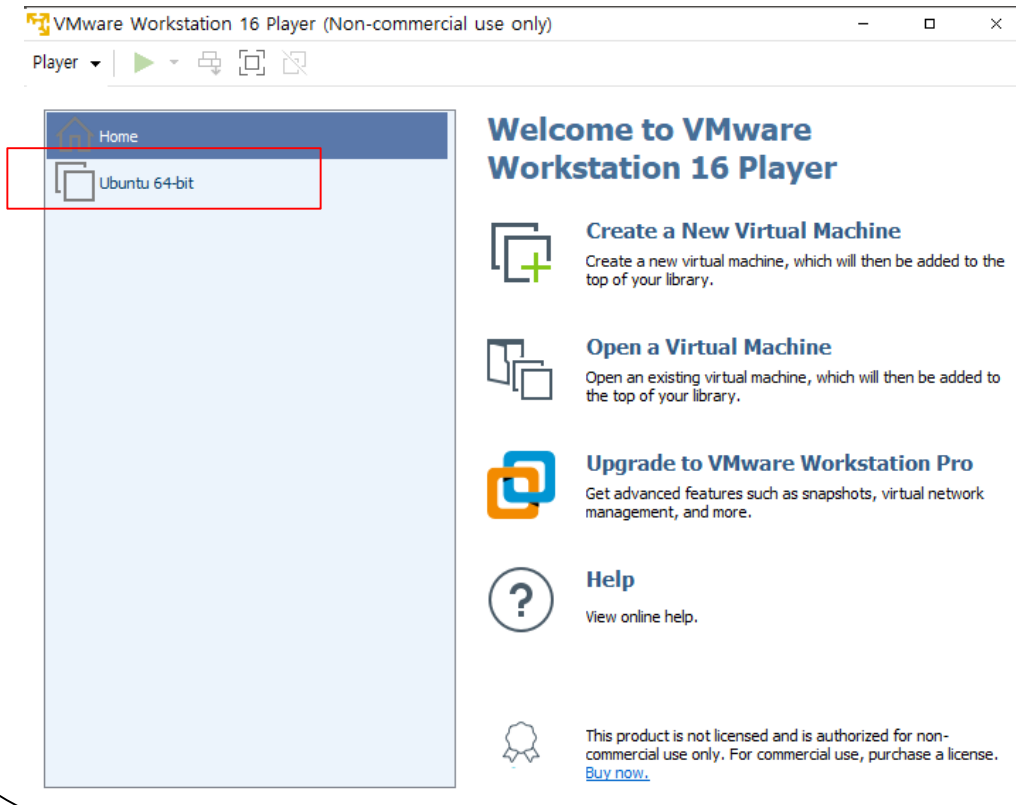 VMware Workstation 16 Player (Non-commercial use only)
Player
Home
Ubuntu 64-bit
Welcome to VMware
Workstation 16 Player
Create a New Virtual Machine
Create a new virtual machine, which will then be added to the
top of your library.
Open a Virtual Machine
Open an existing virtual machine, which will then be added to
the top of your library.
Upgrade to VMware Workstation Pro
Get advanced features such as snapshots, virtual network
management, and more.
?
Help
View online help.
This product is not licensed and is authorized for non-
commercial use only. For commercial use, purchase a license.
Buy now.